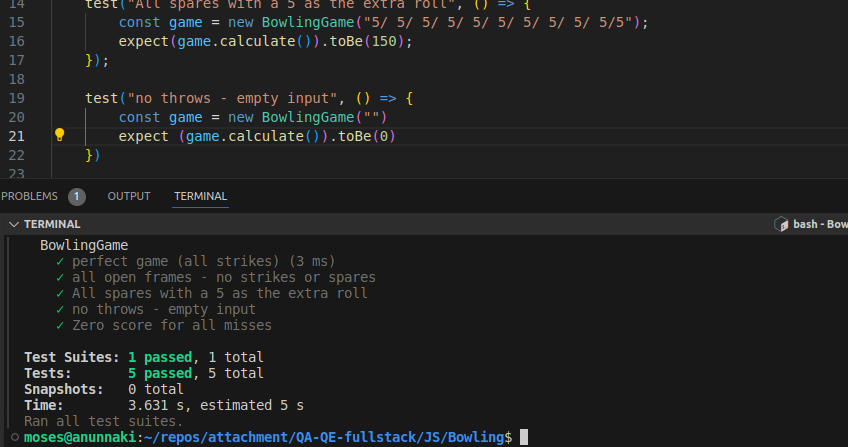 14 test("All spares with a 5 as the extra roll", () => {
15 const game = new BowlingGame("5/ 5/ 5/ 5/ 5/ 5/ 5/ 5/ 5/ 5/5");
16 expect(game.calculate()).toBe(150);
17 });
18
19 test("no throws - empty input", () => {
20 const game = new BowlingGame("")
21 expect (game.calculate()).toBe(0)
22 })
23
PROBLEMS 1 OUTPUT TERMINAL
TERMINAL bash - Bow
BowlingGame
✓ perfect game (all strikes) (3 ms)
✓ all open frames - no strikes or spares
✓ All spares with a 5 as the extra roll
✓ no throws - empty input
✓ Zero score for all misses
Test Suites: 1 passed, 1 total
Tests: 5 passed, 5 total
Snapshots: 0 total
Time: 3.631 s, estimated 5 s
Ran all test suites.
moses@anunnaki:~/repos/attachment/QA-QE-fullstack/JS/Bowling$